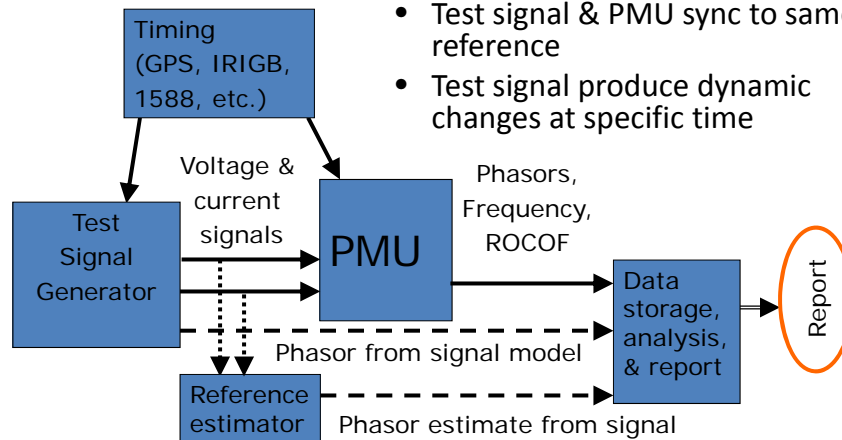 Timing
(GPS, IRIGB,
1588, etc.)
• Test signal & PMU sync to same
reference
• Test signal produce dynamic
changes at specific time
Voltage &
current
signals
Phasors,
Frequency,
ROCOF
Test
Signal
Generator
PMU
Data
storage,
analysis,
& report
Report
Phasor from signal model
Reference
estimator
Phasor estimate from signal